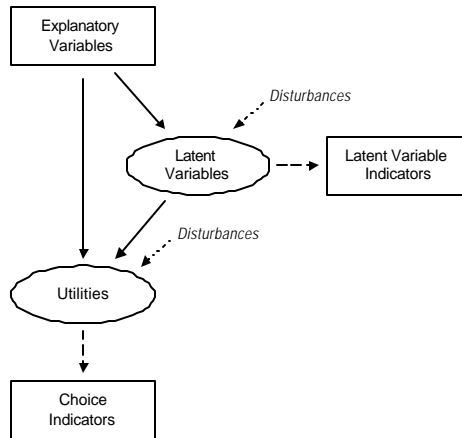 Explanatory
Variables
Disturbances
Latent
Variables
Latent Variable
Indicators
Disturbances
Utilities
Choice
Indicators